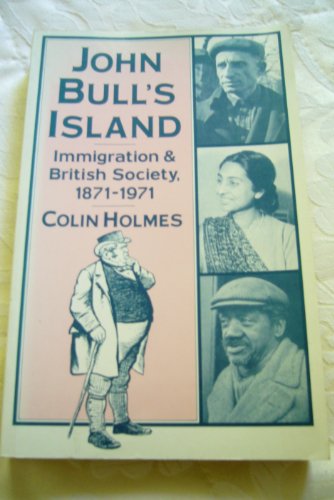 JOHN
BULL'S
ISLAND
Immigration &
British Society,
1871-1971
COLIN HOLMES